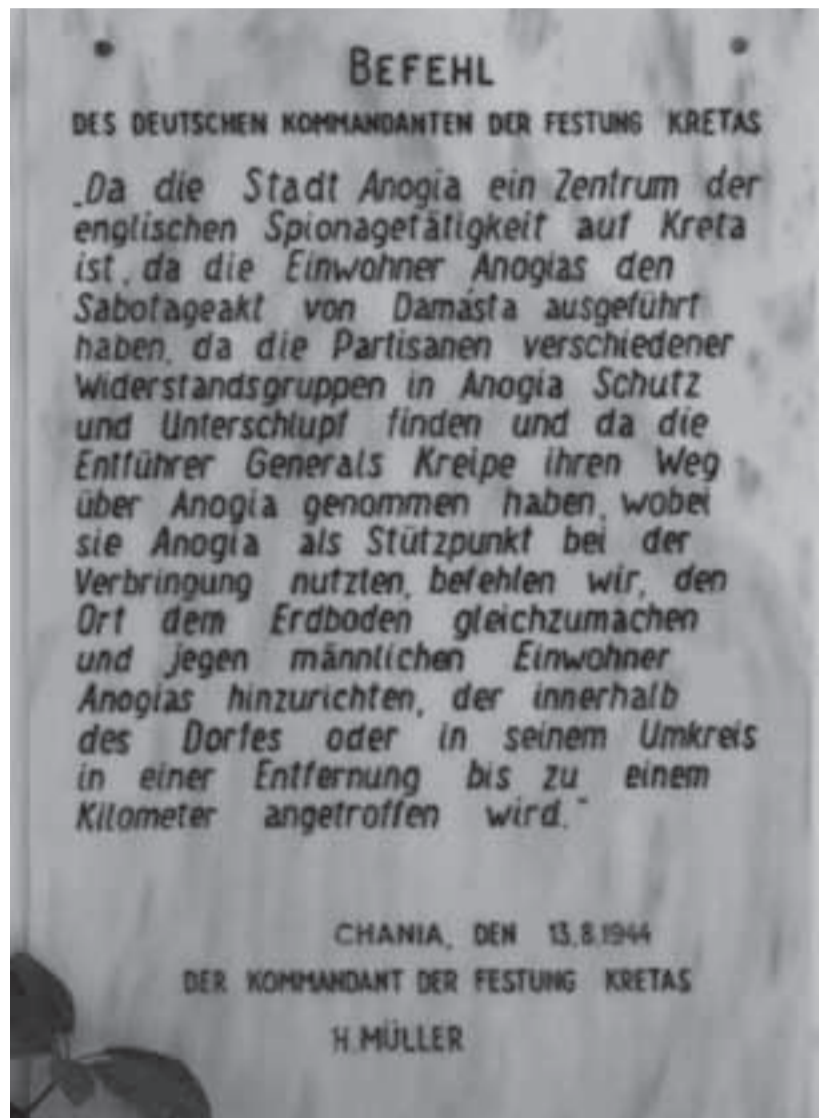 BEFEHL
DES DEUTSCHEN KOMMANDANTEN DER FESTUNG KRETAS
„Da die Stadt Anogia ein Zentrum der
englischen Spionagetätigkeit auf Kreta
ist, da die Einwohner Anogias den
Sabotageakt von Damásta ausgeführt
haben, da die Partisanen verschiedener
Widerstandsgruppen in Anogia Schutz
und Unterschlupf finden und da die
Entführer Generals Kreipe ihren Weg
über Anogia genommen haben, wobei
sie Anogia als Stützpunkt bei der
Verbringung nutzten, befehlen wir, den
Ort dem Erdboden gleichzumachen
und jegen männlichen Einwohner
Anogias hinzurichten, der innerhalb
des Dorfes oder in seinem Umkreis
in einer Entfernung bis zu einem
Kilometer angetroffen wird."
CHANIA, DEN 13.8.1944
DER KOMMANDANT DER FESTUNG KRETAS
H. MÜLLER